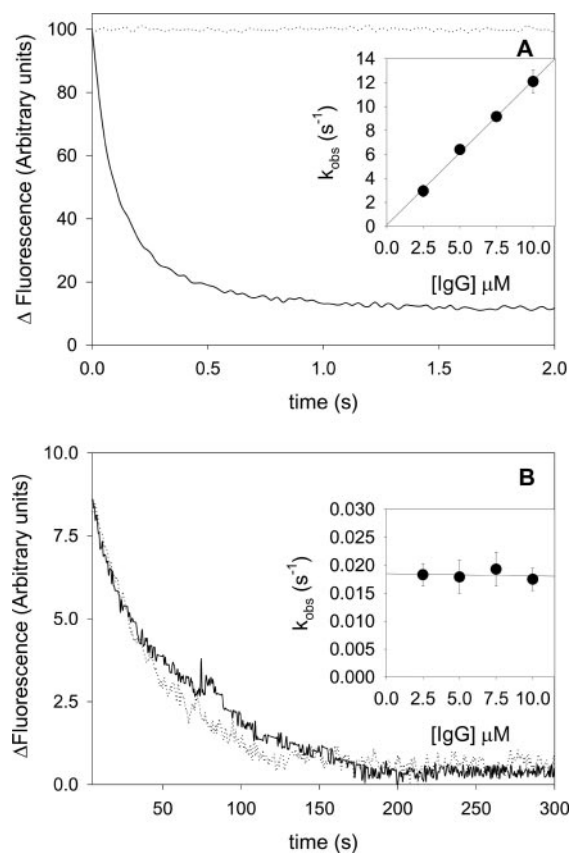 A
Δ Fluorescence (Arbitrary units)
100
80
60
40
20
0
0.0 0.5 1.0 1.5 2.0
time (s)
k_obs (s⁻¹)
14
12
10
8
6
4
2
0
0.0 2.5 5.0 7.5 10.0
[IgG] μM
B
ΔFluorescence (Arbitrary units)
10.0
7.5
5.0
2.5
0.0
50 100 150 200 250 300
time (s)
k_obs (s⁻¹)
0.030
0.025
0.020
0.015
0.010
0.005
0.000
0.0 2.5 5.0 7.5 10.0
[IgG] μM